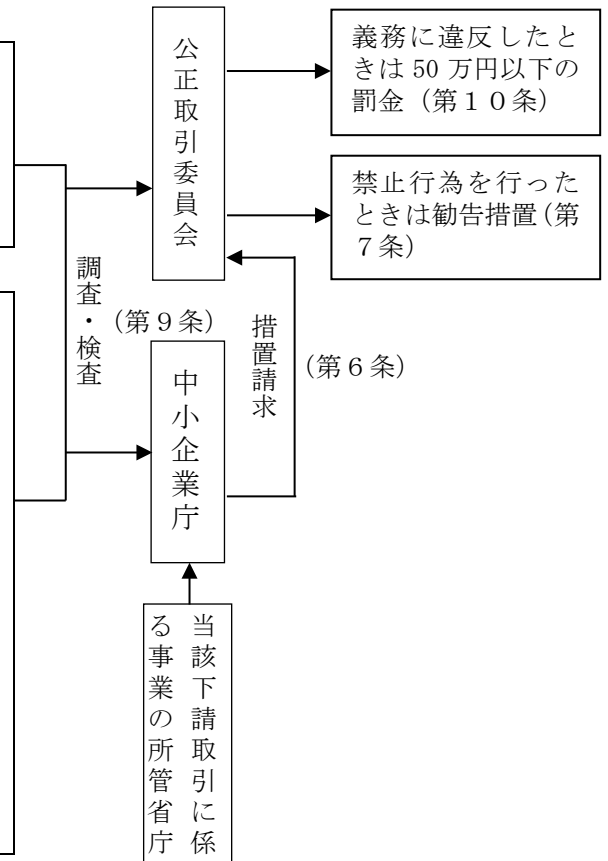 公正取引委員会
義務に違反したと
きは 50 万円以下の
罰金（第１０条）
禁止行為を行った
ときは勧告措置（第
７条）
調査・検査
（第９条）
措置請求
（第６条）
中小企業庁
当該下請取引に係
る事業の所管省庁